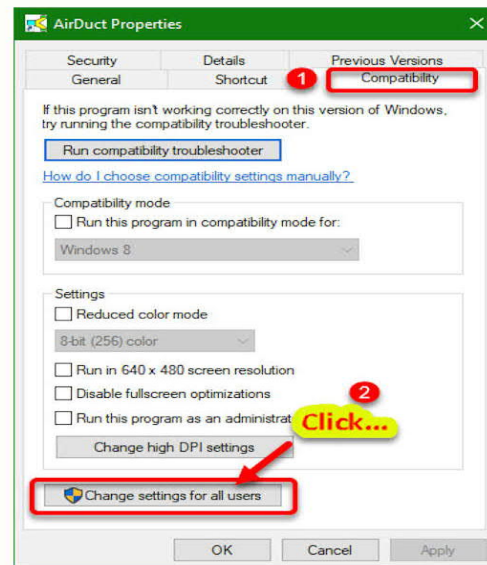 AirDuct Properties
Security Details Previous Versions
General Shortcut 1 Compatibility
If this program isn't working correctly on this version of Windows,
try running the compatibility troubleshooter.
Run compatibility troubleshooter
How do I choose compatibility settings manually?
Compatibility mode
Run this program in compatibility mode for:
Windows 8
Settings
Reduced color mode
8-bit (256) color
Run in 640 x 480 screen resolution
Disable fullscreen optimizations
2
Run this program as an administrat
Click...
Change high DPI settings
Change settings for all users
OK Cancel Apply